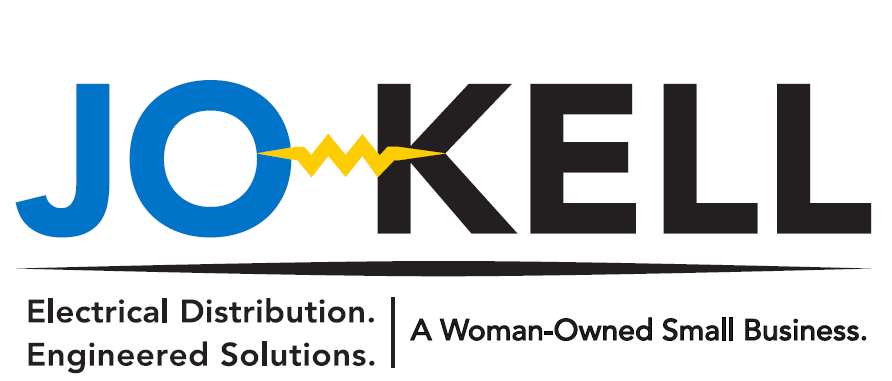 JO-KELL
Electrical Distribution.
Engineered Solutions.
A Woman-Owned Small Business.